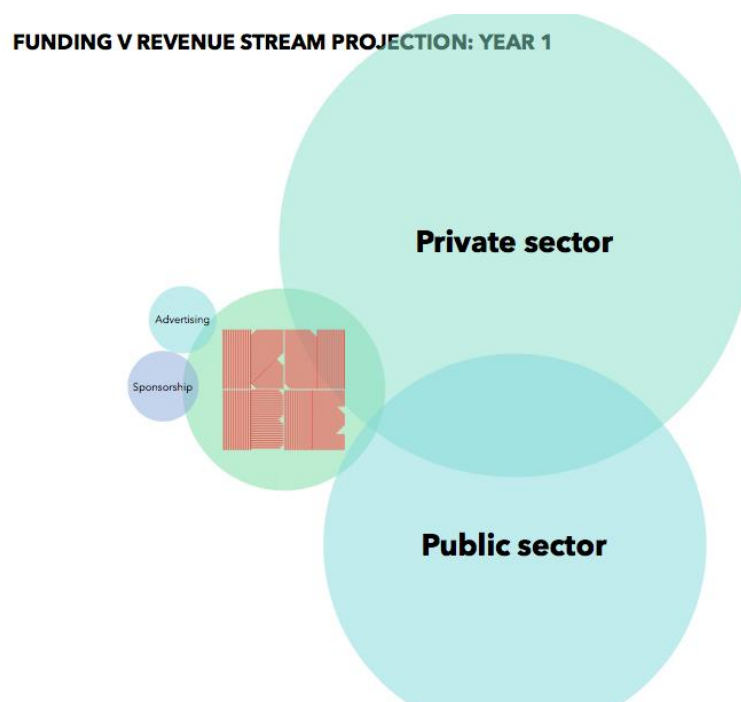 FUNDING V REVENUE STREAM PROJECTION: YEAR 1
Private sector
Advertising
Sponsorship
Public sector